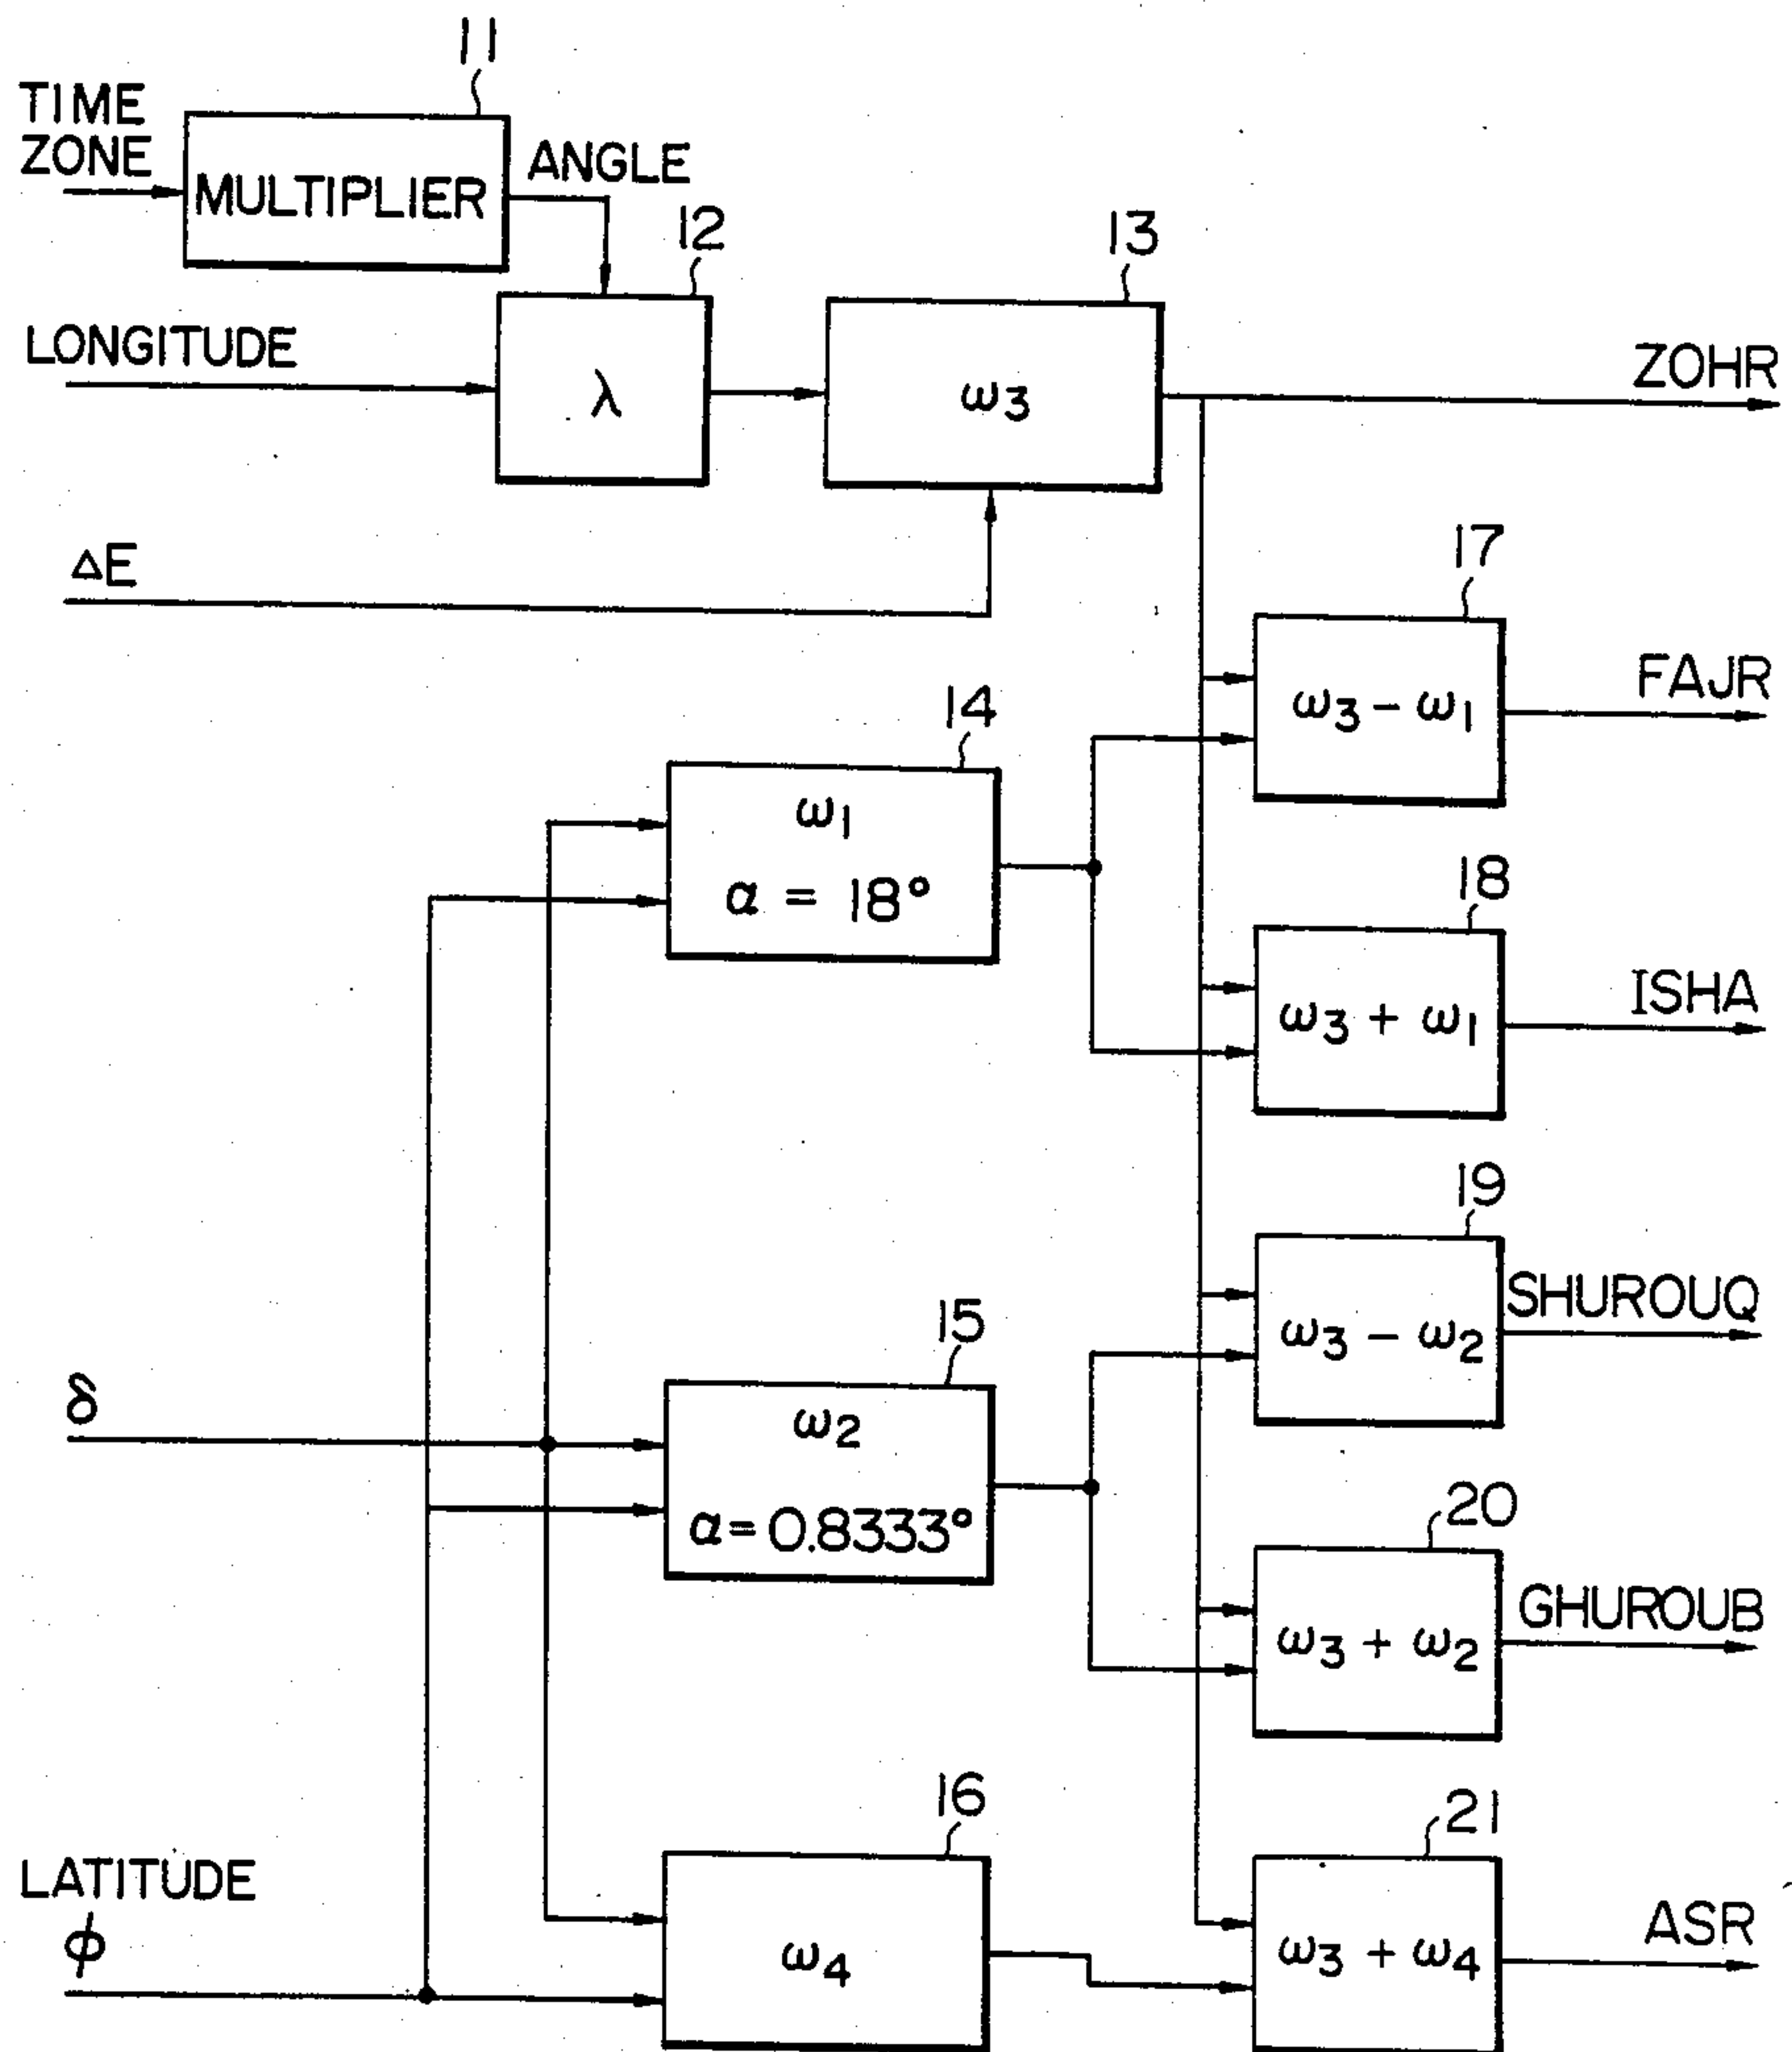 11
TIME
ZONE
MULTIPLIER
ANGLE
12
13
LONGITUDE
λ
ω3
ZOHR
ΔE
17
ω3 - ω1
FAJR
14
ω1
α = 18°
18
ω3 + ω1
ISHA
19
ω3 - ω2
SHUROUQ
15
δ
ω2
α=0.8333°
20
ω3 + ω2
GHUROUB
16
21
LATITUDE
φ
ω4
ω3 + ω4
ASR